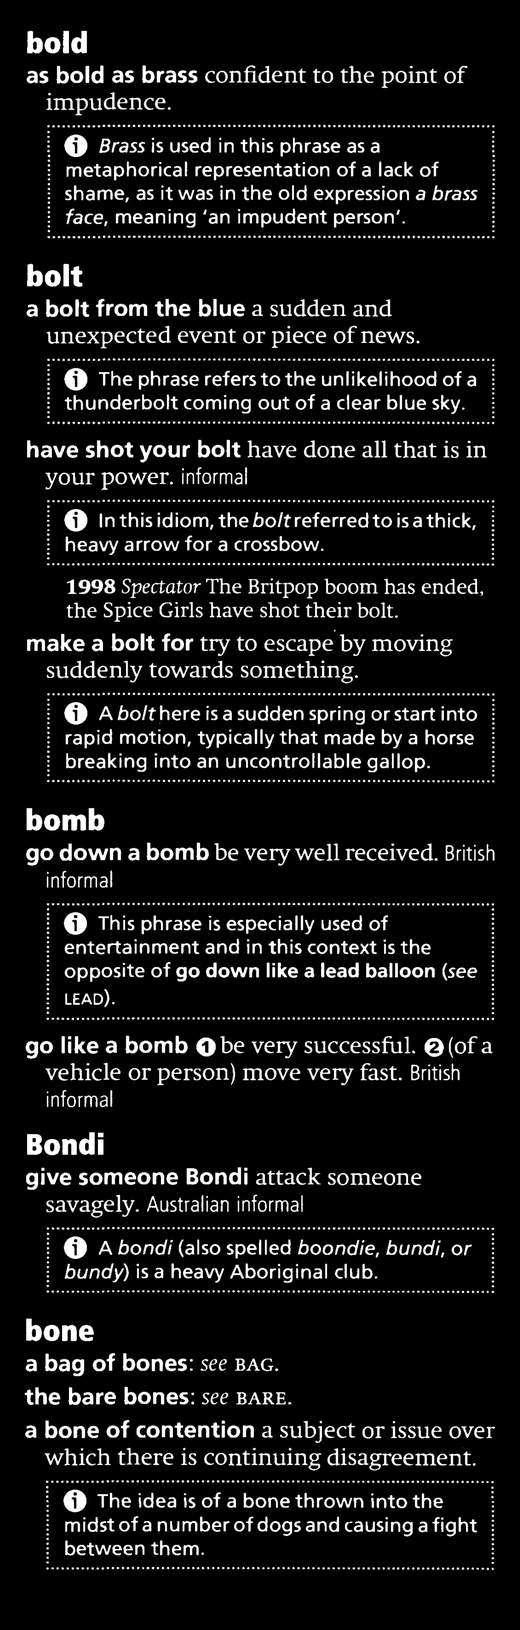 bold
as bold as brass confident to the point of
impudence.
ⓘ Brass is used in this phrase as a
metaphorical representation of a lack of
shame, as it was in the old expression a brass
face, meaning ‘an impudent person’.
bolt
a bolt from the blue a sudden and
unexpected event or piece of news.
ⓘ The phrase refers to the unlikelihood of a
thunderbolt coming out of a clear blue sky.
have shot your bolt have done all that is in
your power. informal
ⓘ In this idiom, the bolt referred to is a thick,
heavy arrow for a crossbow.
1998 Spectator The Britpop boom has ended,
the Spice Girls have shot their bolt.
make a bolt for try to escape by moving
suddenly towards something.
ⓘ A bolt here is a sudden spring or start into
rapid motion, typically that made by a horse
breaking into an uncontrollable gallop.
bomb
go down a bomb be very well received. British
informal
ⓘ This phrase is especially used of
entertainment and in this context is the
opposite of go down like a lead balloon (see
LEAD).
go like a bomb ❶ be very successful. ❷ (of a
vehicle or person) move very fast. British
informal
Bondi
give someone Bondi attack someone
savagely. Australian informal
ⓘ A bondi (also spelled boondie, bundi, or
bundy) is a heavy Aboriginal club.
bone
a bag of bones: see BAG.
the bare bones: see BARE.
a bone of contention a subject or issue over
which there is continuing disagreement.
ⓘ The idea is of a bone thrown into the
midst of a number of dogs and causing a fight
between them.